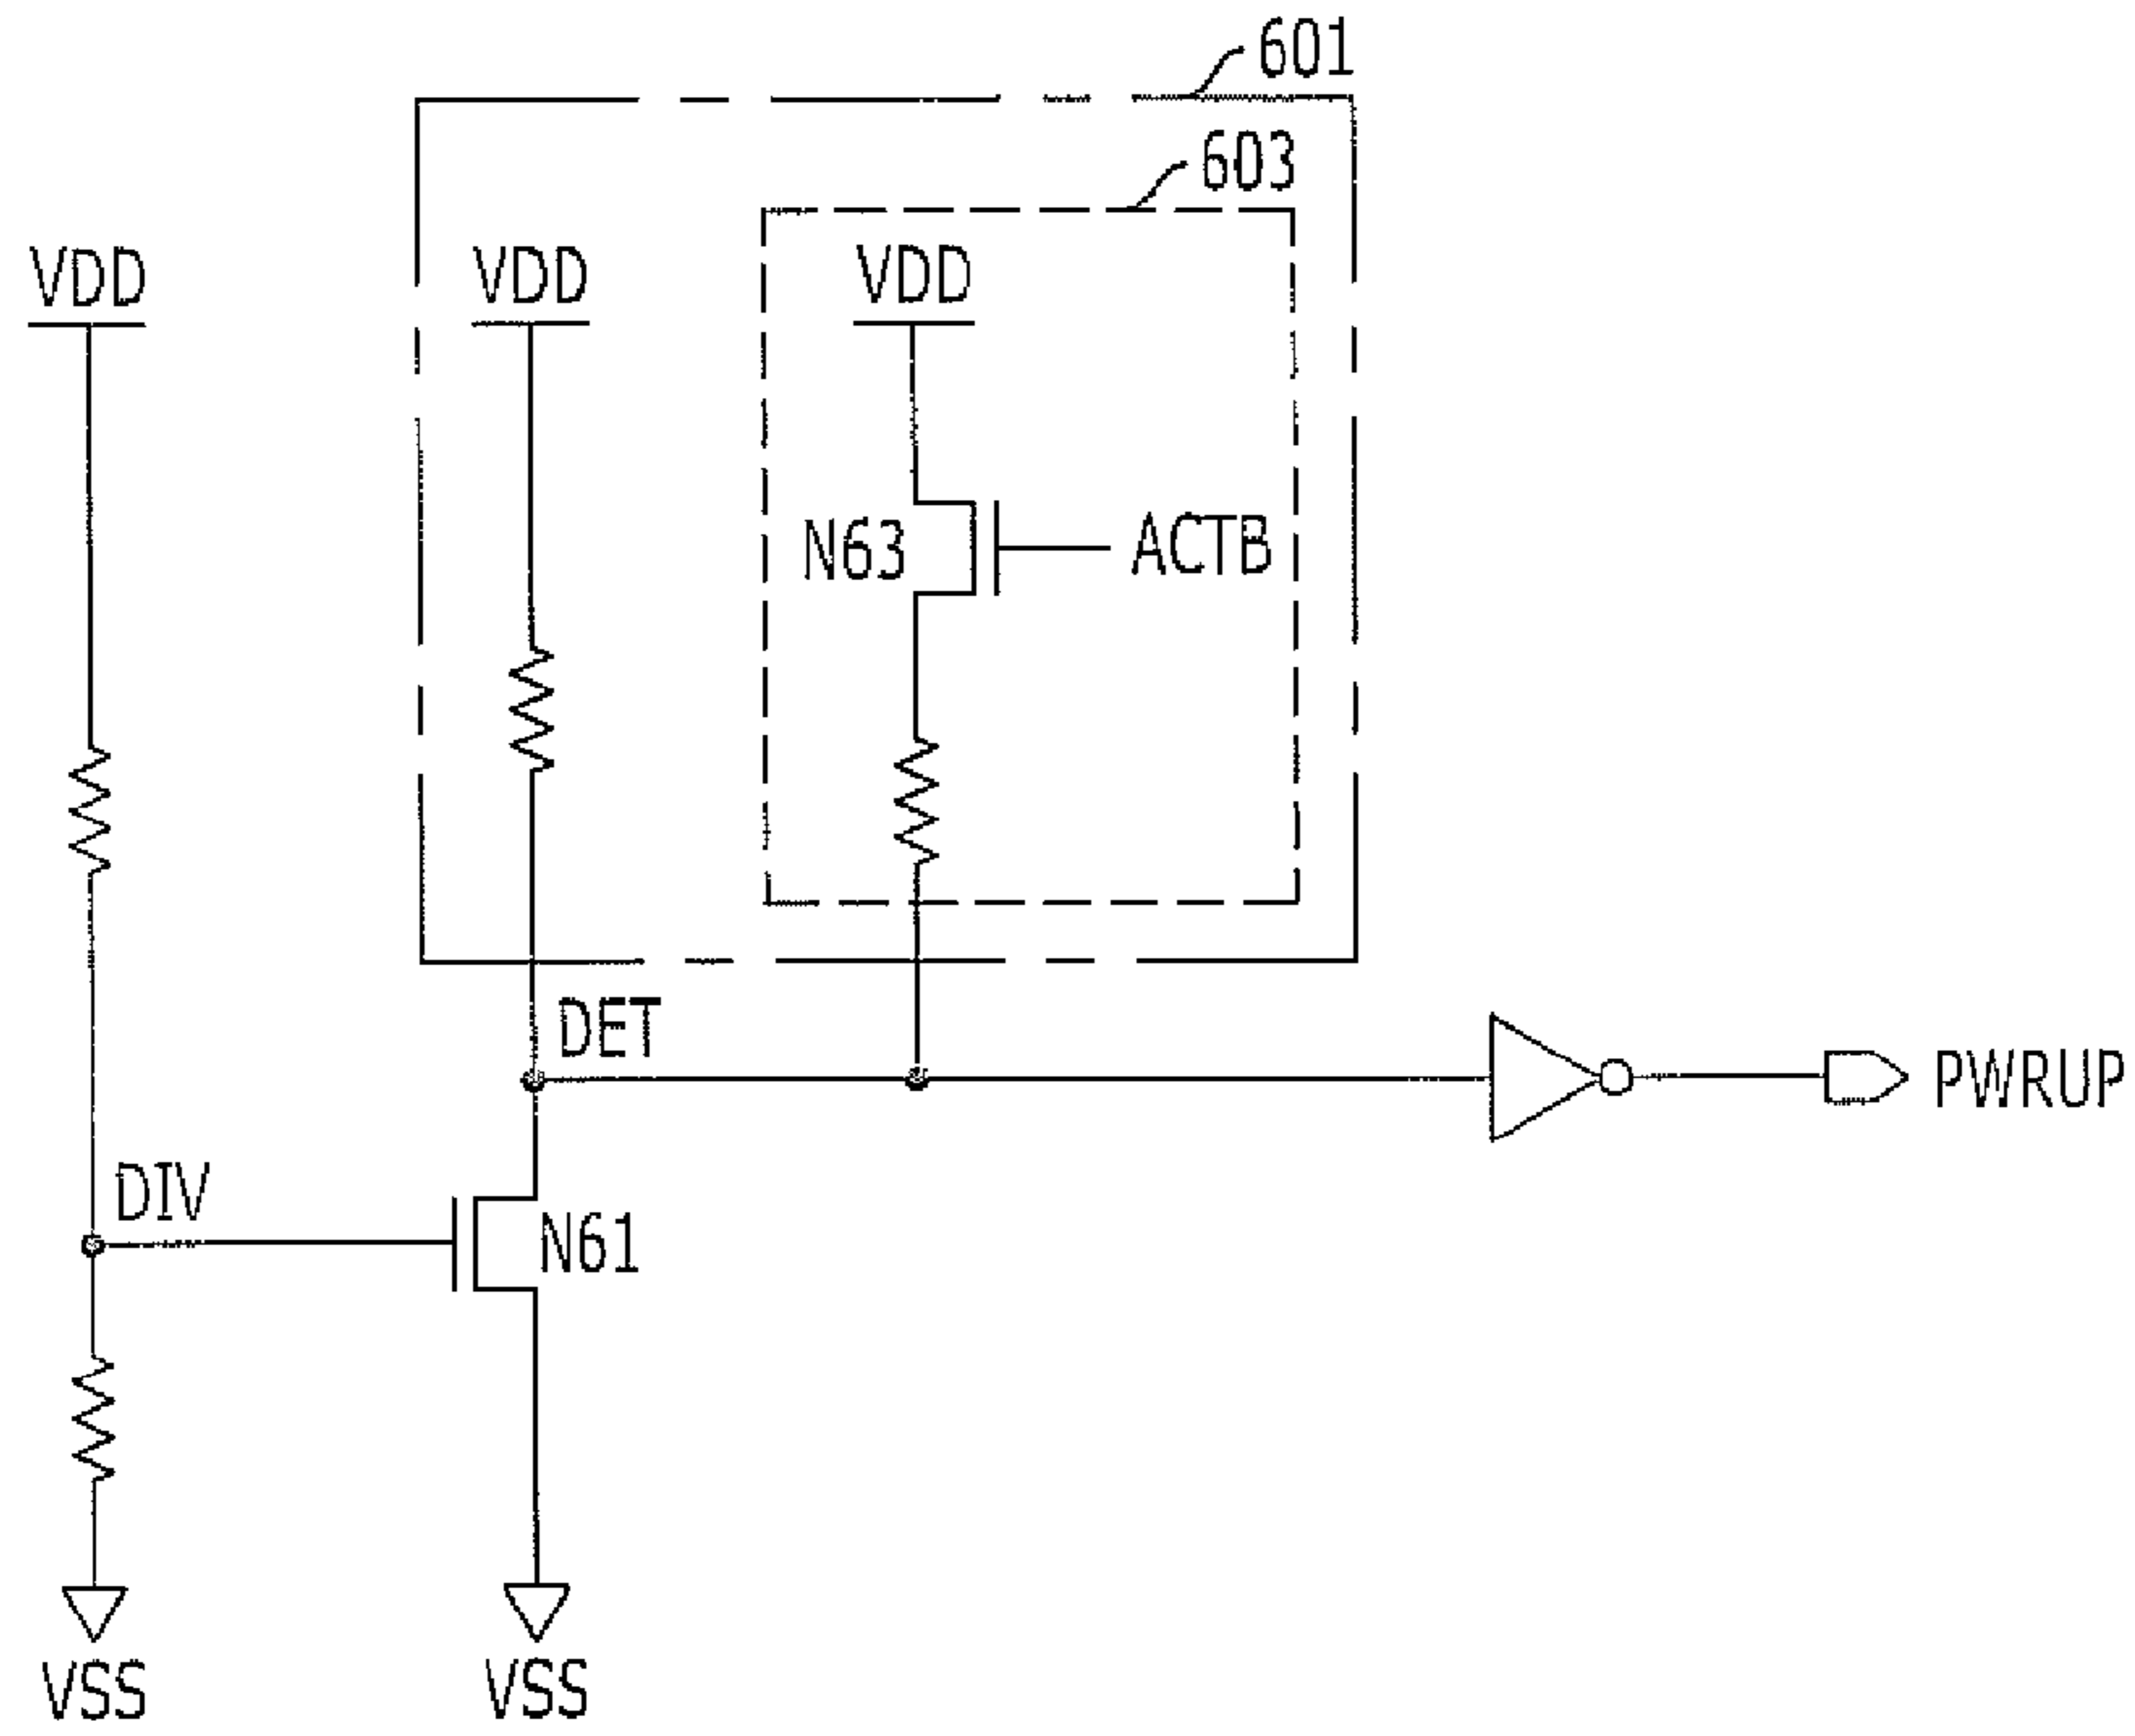 601
603
VDD
VDD
VDD
N63
ACTB
DET
PWRUP
DIV
N61
VSS
VSS